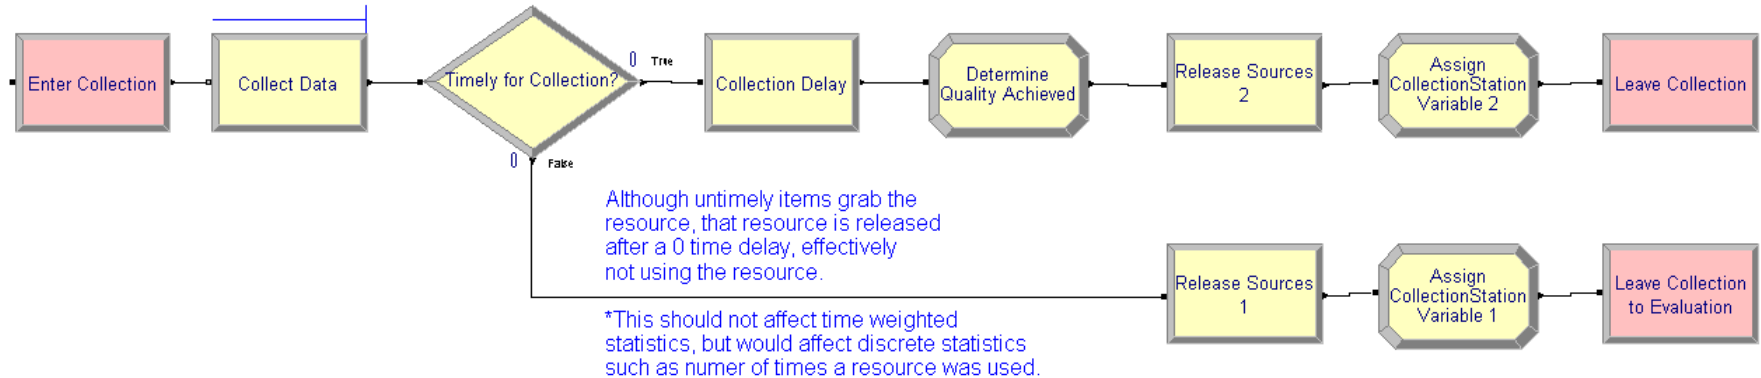 Enter Collection
Collect Data
Timely for Collection?
0 True
0 False
Collection Delay
Determine
Quality Achieved
Release Sources
2
Assign
CollectionStation
Variable 2
Leave Collection
Although untimely items grab the
resource, that resource is released
after a 0 time delay, effectively
not using the resource.
*This should not affect time weighted
statistics, but would affect discrete statistics
such as numer of times a resource was used.
Release Sources
1
Assign
CollectionStation
Variable 1
Leave Collection
to Evaluation